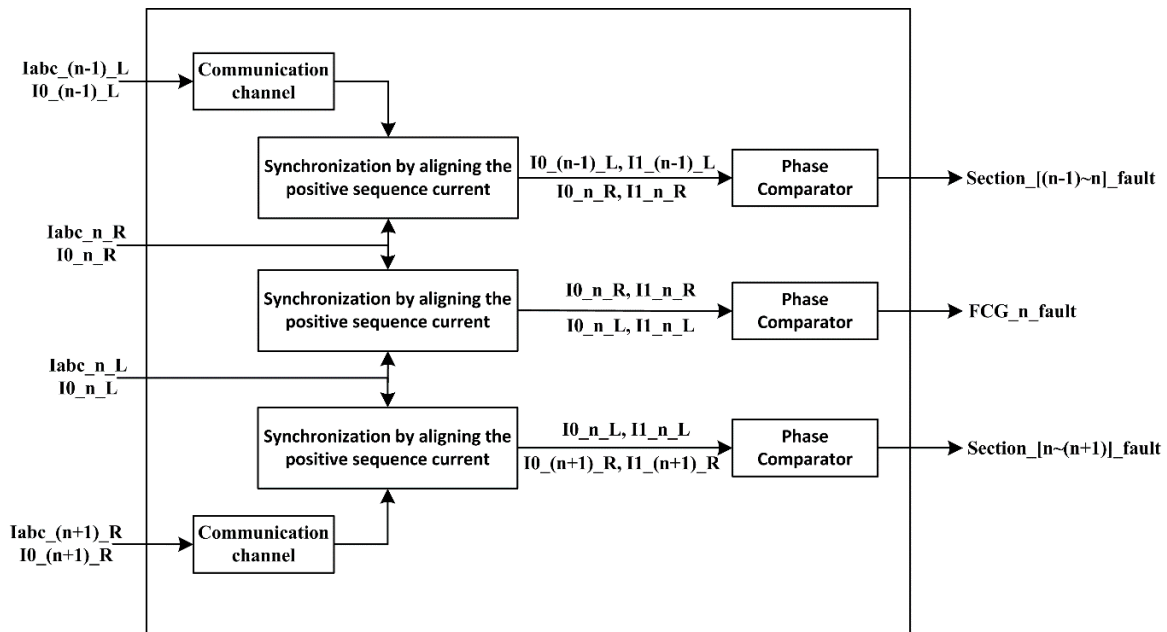 Iabc_(n-1)_L
I0_(n-1)_L
Communication
channel
Synchronization by aligning the
positive sequence current
I0_(n-1)_L, I1_(n-1)_L
I0_n_R, I1_n_R
Phase
Comparator
Section_[(n-1)~n]_fault
Iabc_n_R
I0_n_R
Synchronization by aligning the
positive sequence current
I0_n_R, I1_n_R
I0_n_L, I1_n_L
Phase
Comparator
FCG_n_fault
Iabc_n_L
I0_n_L
Synchronization by aligning the
positive sequence current
I0_n_L, I1_n_L
I0_(n+1)_R, I1_(n+1)_R
Phase
Comparator
Section_[n~(n+1)]_fault
Iabc_(n+1)_R
I0_(n+1)_R
Communication
channel